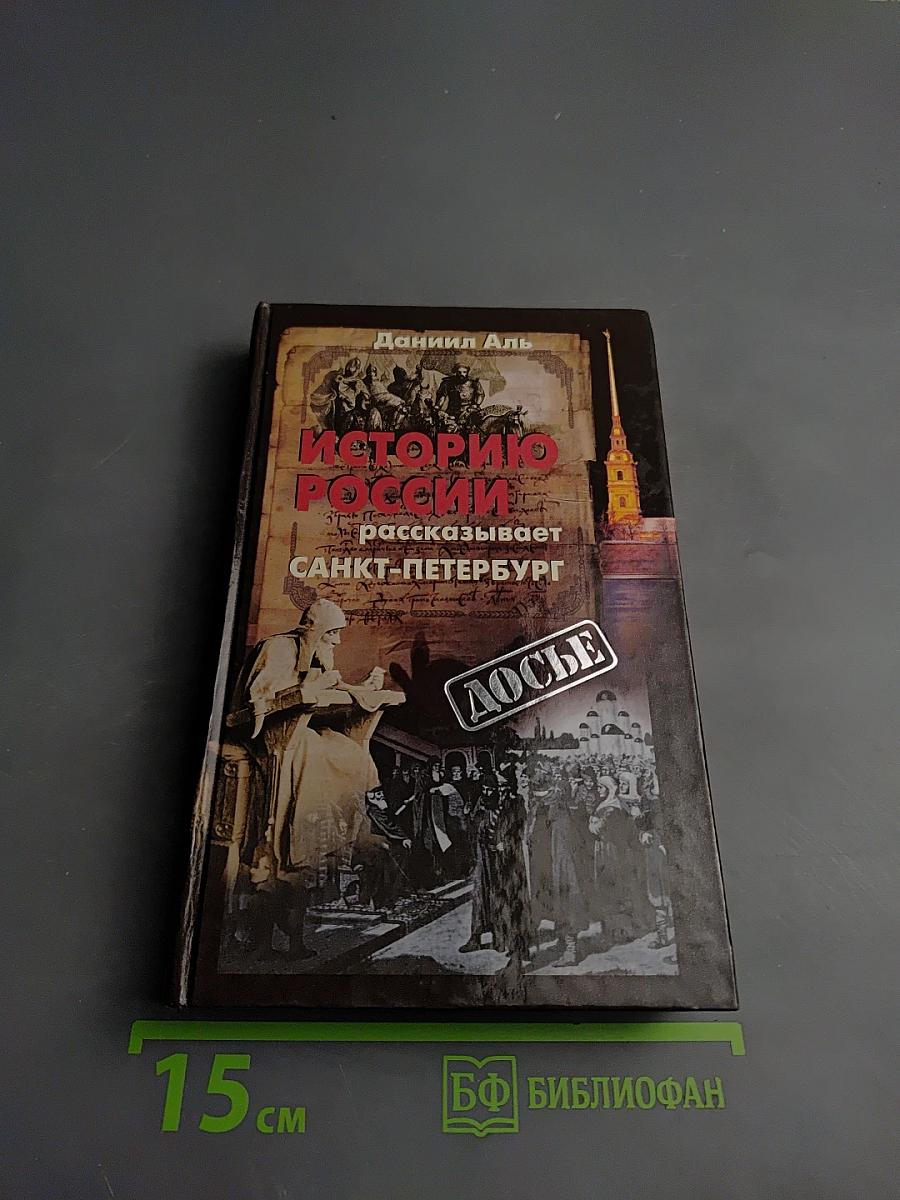 Даниил Аль
ИСТОРИЮ
РОССИИ
рассказывает
САНКТ-ПЕТЕРБУРГ
ДОСЬЕ
15 см
БФ БИБЛИОФАН